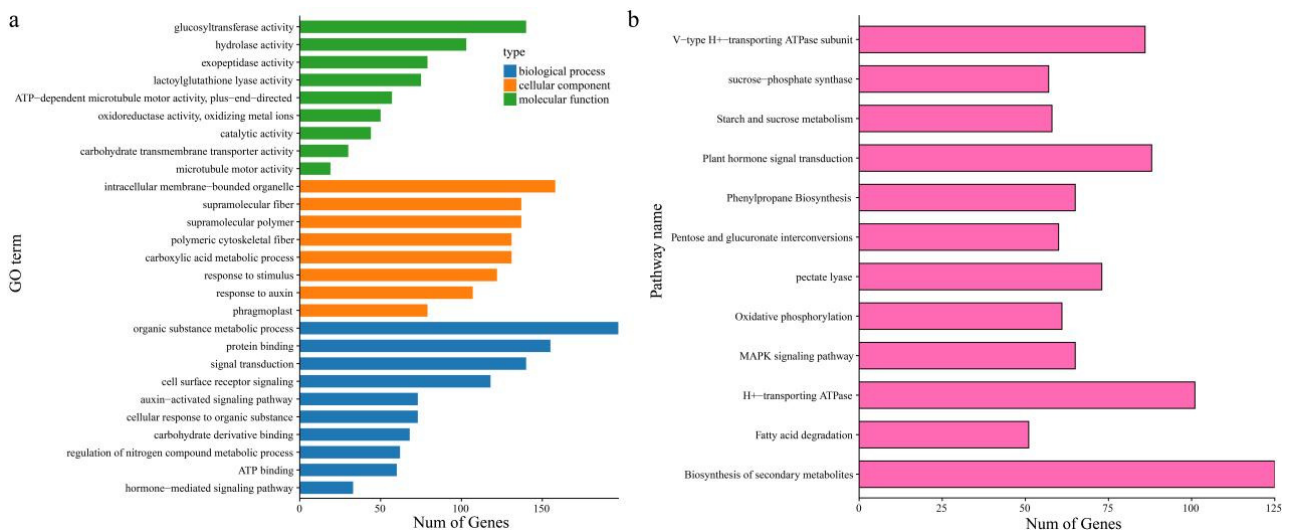 a
glucosyltransferase activity
hydrolase activity
exopeptidase activity
lactoylglutathione lyase activity
ATP−dependent microtubule motor activity, plus−end−directed
oxidoreductase activity, oxidizing metal ions
catalytic activity
carbohydrate transmembrane transporter activity
microtubule motor activity
intracellular membrane−bounded organelle
supramolecular fiber
supramolecular polymer
polymeric cytoskeletal fiber
carboxylic acid metabolic process
response to stimulus
response to auxin
phragmoplast
organic substance metabolic process
protein binding
signal transduction
cell surface receptor signaling
auxin−activated signaling pathway
cellular response to organic substance
carbohydrate derivative binding
regulation of nitrogen compound metabolic process
ATP binding
hormone−mediated signaling pathway
GO term
0 50 100 150
Num of Genes
type
biological process
cellular component
molecular function
b
V−type H+−transporting ATPase subunit
sucrose−phosphate synthase
Starch and sucrose metabolism
Plant hormone signal transduction
Phenylpropane Biosynthesis
Pentose and glucuronate interconversions
pectate lyase
Oxidative phosphorylation
MAPK signaling pathway
H+−transporting ATPase
Fatty acid degradation
Biosynthesis of secondary metabolites
Pathway name
0 25 50 75 100 125
Num of Genes